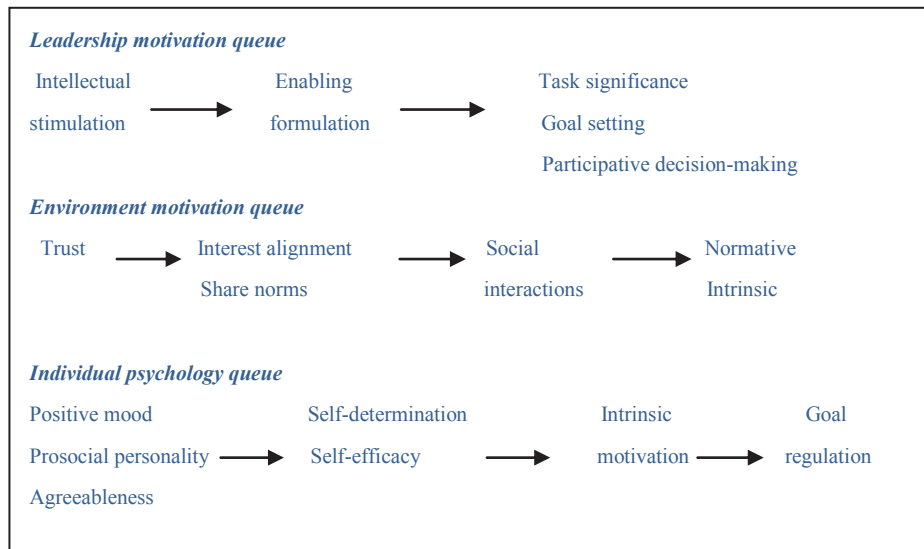 Leadership motivation queue
Intellectual Enabling Task significance
stimulation formulation Goal setting
Participative decision-making
Environment motivation queue
Trust Interest alignment Social Normative
Share norms interactions Intrinsic
Individual psychology queue
Positive mood Self-determination Intrinsic Goal
Prosocial personality Self-efficacy motivation regulation
Agreeableness